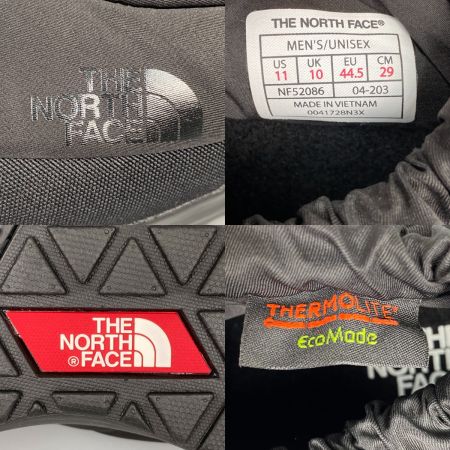 THE
NORTH
FACE
THE NORTH FACE®
MEN'S/UNISEX
US UK EU CM
11 10 44.5 29
NF52086 04-203
MADE IN VIETNAM
0041728N3X
THE
NORTH
®FACE
THERMOLITE®
EcoMade
THE
NORTH
FACE